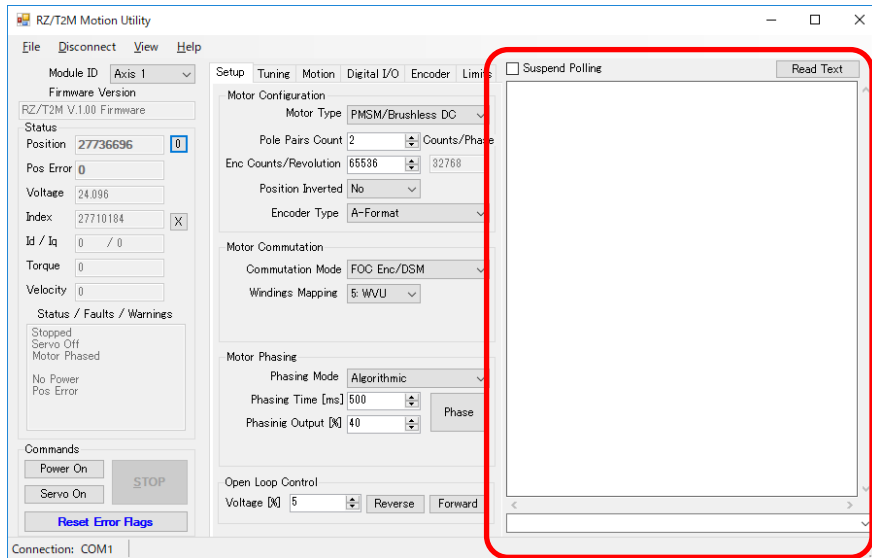 RZ/T2M Motion Utility
File Disconnect View Help
Module ID Axis 1
Firmware Version
RZ/T2M V.1.00 Firmware
Status
Position 27736696 0
Pos Error 0
Voltage 24.096
Index 27710184 X
Id / Iq 0 / 0
Torque 0
Velocity 0
Status / Faults / Warnings
Stopped
Servo Off
Motor Phased
No Power
Pos Error
Commands
Power On
Servo On
STOP
Reset Error Flags
Setup Tuning Motion Digital I/O Encoder Limits
Motor Configuration
Motor Type PMSM/Brushless DC
Pole Pairs Count 2 Counts/Phase
Enc Counts/Revolution 65536 32768
Position Inverted No
Encoder Type A-Format
Motor Commutation
Commutation Mode FOC Enc/DSM
Windings Mapping 5: WVU
Motor Phasing
Phasing Mode Algorithmic
Phasing Time [ms] 500
Phasinig Output [%] 40
Phase
Open Loop Control
Voltage [%] 5 Reverse Forward
Suspend Polling Read Text
Connection: COM1